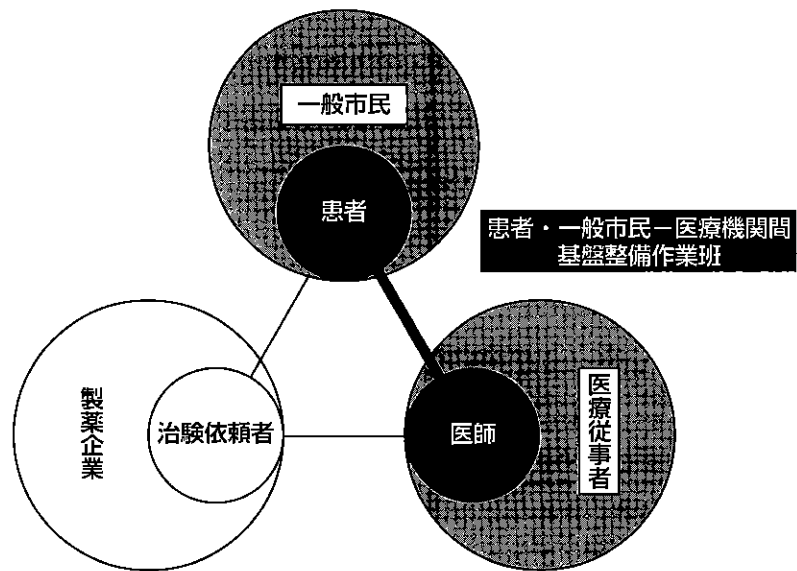 一般市民
患者
患者・一般市民－医療機関間
基盤整備作業班
製薬企業
治験依頼者
医師
医療従事者